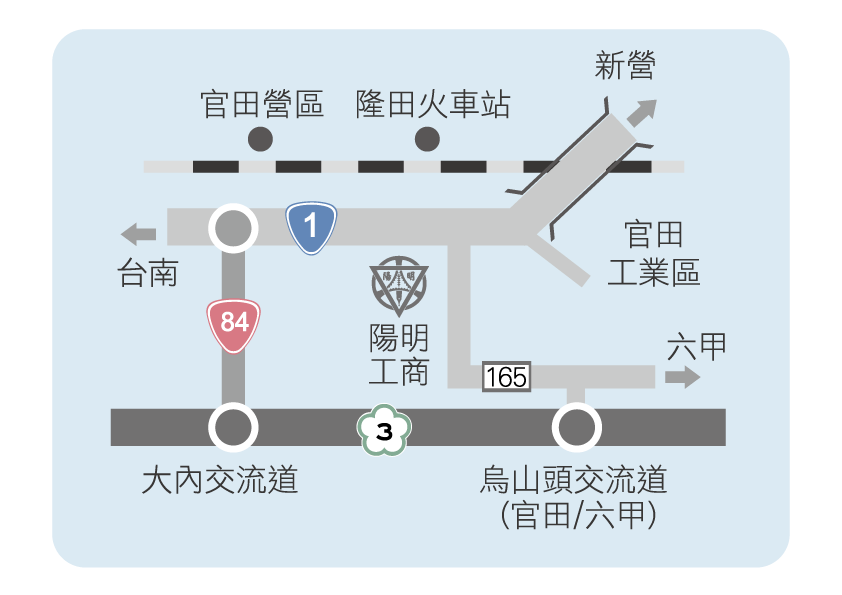 新營
官田營區
隆田火車站
1
官田
工業區
台南
陽明
84
陽明
工商
六甲
165
3
大內交流道
烏山頭交流道
(官田/六甲)